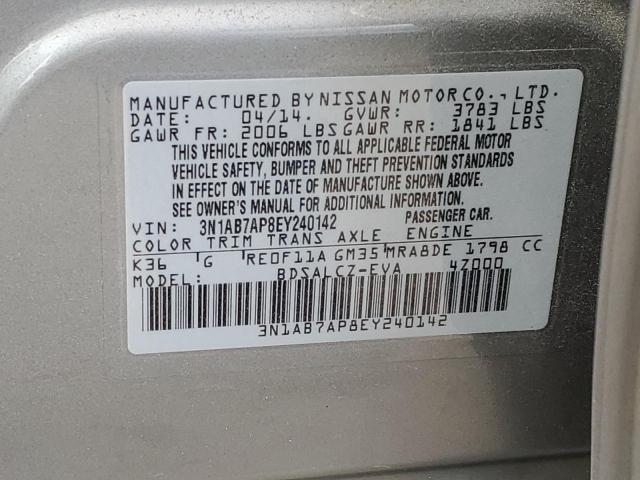 MANUFACTURED BY NISSAN MOTOR CO., LTD.
DATE: 04/14. GVWR: 3783 LBS
GAWR FR: 2006 LBS GAWR RR: 1841 LBS
THIS VEHICLE CONFORMS TO ALL APPLICABLE FEDERAL MOTOR
VEHICLE SAFETY, BUMPER AND THEFT PREVENTION STANDARDS
IN EFFECT ON THE DATE OF MANUFACTURE SHOWN ABOVE.
SEE OWNER'S MANUAL FOR ADDITIONAL INFORMATION.
VIN: 3N1AB7AP8EY240142 PASSENGER CAR.
COLOR TRIM TRANS AXLE ENGINE
K36 G RE0F11A GM35 MRA8DE 1798 CC
MODEL: BDSALCZ-EVA 4Z000
3N1AB7AP8EY240142